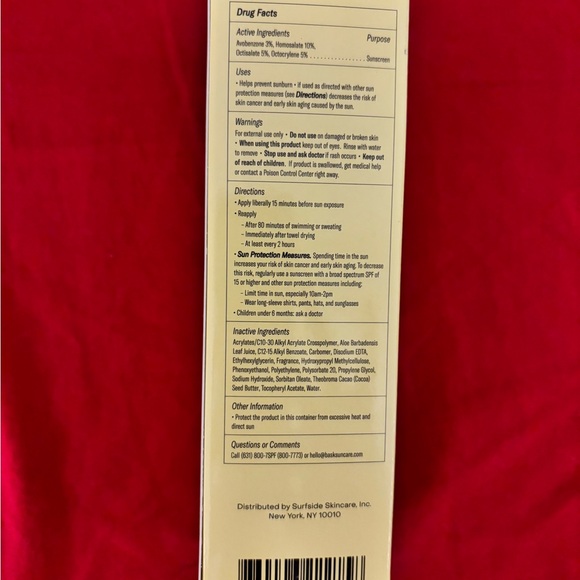 Drug Facts
Active Ingredients Purpose
Avobenzone 3%, Homosalate 10%,
Octisalate 5%, Octocrylene 5% . . . . . . . . . . . . . . . . Sunscreen
Uses
• Helps prevent sunburn • if used as directed with other sun
protection measures (see Directions) decreases the risk of
skin cancer and early skin aging caused by the sun.
Warnings
For external use only • Do not use on damaged or broken skin
• When using this product keep out of eyes. Rinse with water
to remove • Stop use and ask doctor if rash occurs • Keep out
of reach of children. If product is swallowed, get medical help
or contact a Poison Control Center right away.
Directions
• Apply liberally 15 minutes before sun exposure
• Reapply
- After 80 minutes of swimming or sweating
- Immediately after towel drying
- At least every 2 hours
• Sun Protection Measures. Spending time in the sun
increases your risk of skin cancer and early skin aging. To decrease
this risk, regularly use a sunscreen with a broad spectrum SPF of
15 or higher and other sun protection measures including:
- Limit time in sun, especially 10am-2pm
- Wear long-sleeve shirts, pants, hats, and sunglasses
• Children under 6 months: ask a doctor
Inactive Ingredients
Acrylates/C10-30 Alkyl Acrylate Crosspolymer, Aloe Barbadensis
Leaf Juice, C12-15 Alkyl Benzoate, Carbomer, Disodium EDTA,
Ethylhexylglycerin, Fragrance, Hydroxypropyl Methylcellulose,
Phenoxyethanol, Polyethylene, Polysorbate 20, Propylene Glycol,
Sodium Hydroxide, Sorbitan Oleate, Theobroma Cacao (Cocoa)
Seed Butter, Tocopheryl Acetate, Water.
Other Information
• Protect the product in this container from excessive heat and
direct sun
Questions or Comments
Call (631) 800-7SPF (800-7773) or hello@basksuncare.com
Distributed by Surfside Skincare, Inc.
New York, NY 10010